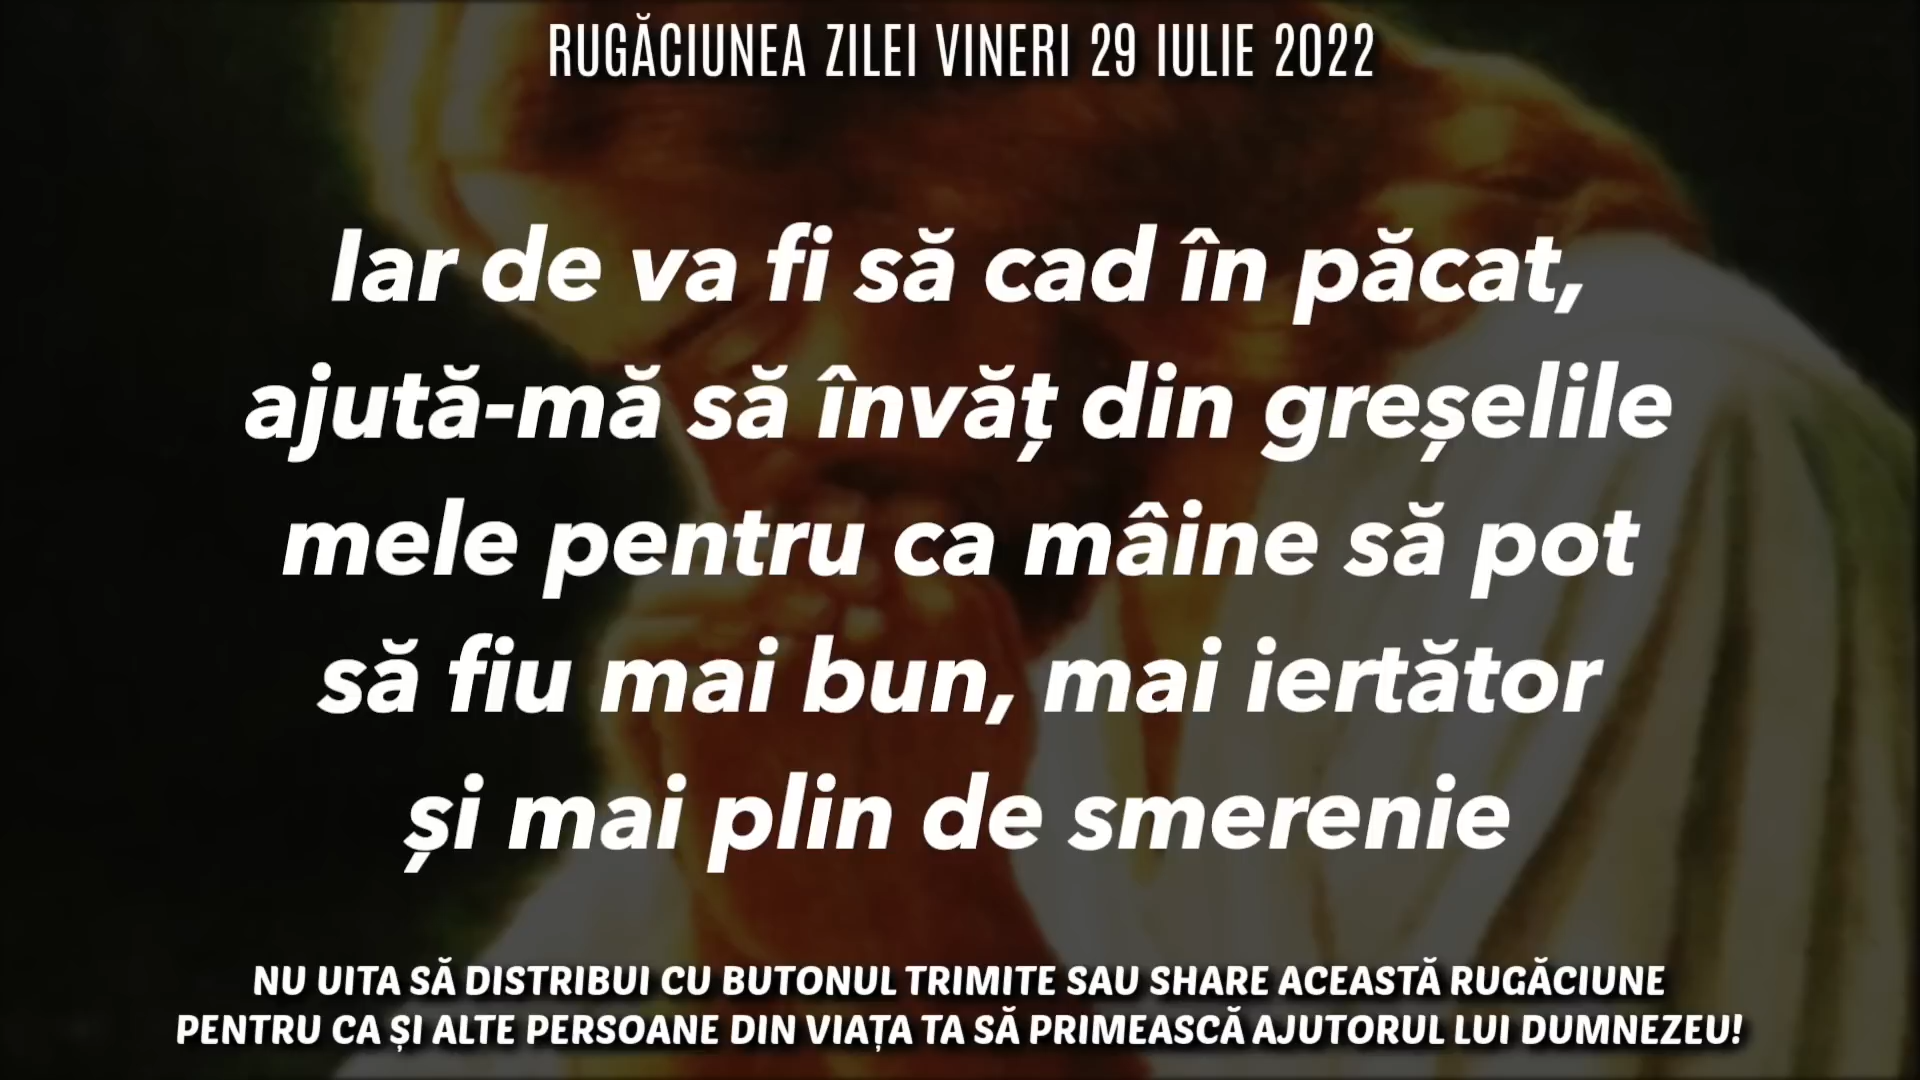 RUGĂCIUNEA ZILEI VINERI 29 IULIE 2022
Iar de va fi să cad în păcat,
ajută-mă să învăț din greșelile
mele pentru ca mâine să pot
să fiu mai bun, mai iertător
și mai plin de smerenie
NU UITA SĂ DISTRIBUI CU BUTONUL TRIMITE SAU SHARE ACEASTĂ RUGĂCIUNE
PENTRU CA ȘI ALTE PERSOANE DIN VIAȚA TA SĂ PRIMEASCĂ AJUTORUL LUI DUMNEZEU!